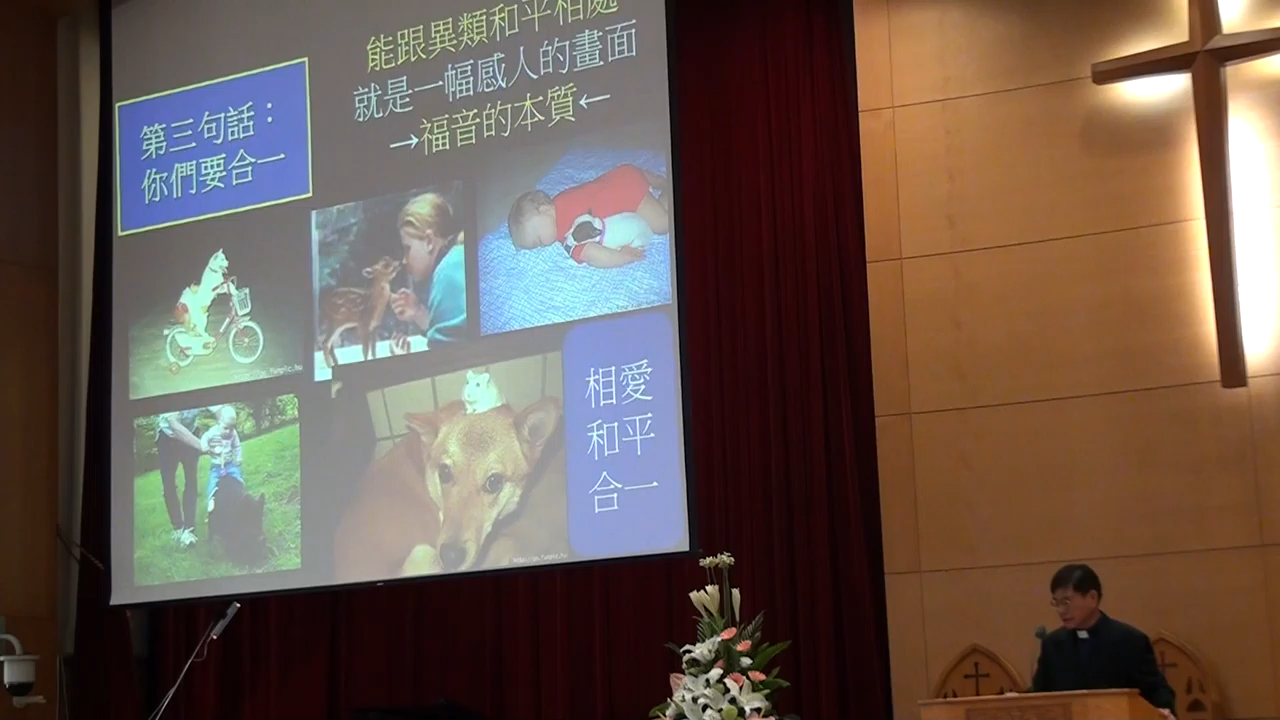 能跟異類和平相處
就是一幅感人的畫面
→福音的本質←
第三句話：
你們要合一
相愛
和平
合一